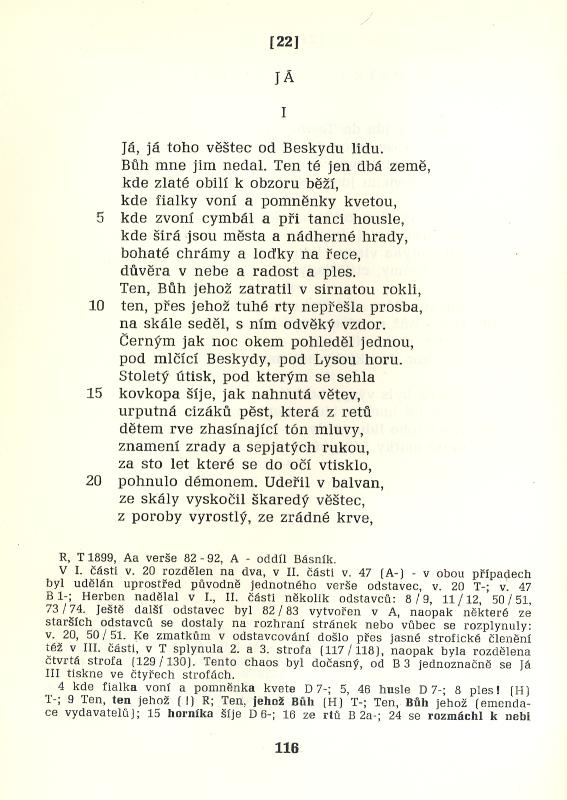 [22]
JÁ
I
Já, já toho věštec od Beskydu lidu.
Bůh mne jim nedal. Ten té jen dbá země,
kde zlaté obilí k obzoru běží,
kde fialky voní a pomněnky kvetou,
5 kde zvoní cymbál a při tanci housle,
kde širá jsou města a nádherné hrady,
bohaté chrámy a loďky na řece,
důvěra v nebe a radost a ples.
Ten, Bůh jehož zatratil v sirnatou rokli,
10 ten, přes jehož tuhé rty nepřešla prosba,
na skále seděl, s ním odvěký vzdor.
Černým jak noc okem pohleděl jednou,
pod mlčící Beskydy, pod Lysou horu.
Stoletý útisk, pod kterým se sehla
15 kovkopa šíje, jak nahnutá větev,
urputná cizáků pěst, která z retů
dětem rve zhasínající tón mluvy,
znamení zrady a sepjatých rukou,
za sto let které se do očí vtisklo,
20 pohnulo démonem. Udeřil v balvan,
ze skály vyskočil škaredý věštec,
z poroby vyrostlý, ze zrádné krve,
R, T 1899, Aa verše 82-92, A - oddíl Básník.
V I. části v. 20 rozdělen na dva, v II. části v. 47 (A-) - v obou případech
byl udělán uprostřed původně jednotného verše odstavec, v. 20 T-; v. 47
B 1-; Herben nadělal v I., II. části několik odstavců: 8/9, 11/12, 50/51,
73/74. Ještě další odstavec byl 82/83 vytvořen v A, naopak některé ze
starších odstavců se dostaly na rozhraní stránek nebo vůbec se rozplynuly:
v. 20, 50/51. Ke zmatkům v odstavcování došlo přes jasné strofické členění
též v III. části, v T splynula 2. a 3. strofa (117/118), naopak byla rozdělena
čtvrtá strofa (129/130). Tento chaos byl dočasný, od B 3 jednoznačně se Já
III tiskne ve čtyřech strofách.
4 kde fialka voní a pomněnka kvete D 7-; 5, 46 husle D 7-; 8 ples! (H)
T-; 9 Ten, ten jehož (!) R; Ten, jehož Bůh (H) T-; Ten, Bůh jehož (emenda-
ce vydavatelů); 15 horníka šíje D 6-; 16 ze rtů B 2a-; 24 se rozmáchl k nebi
116